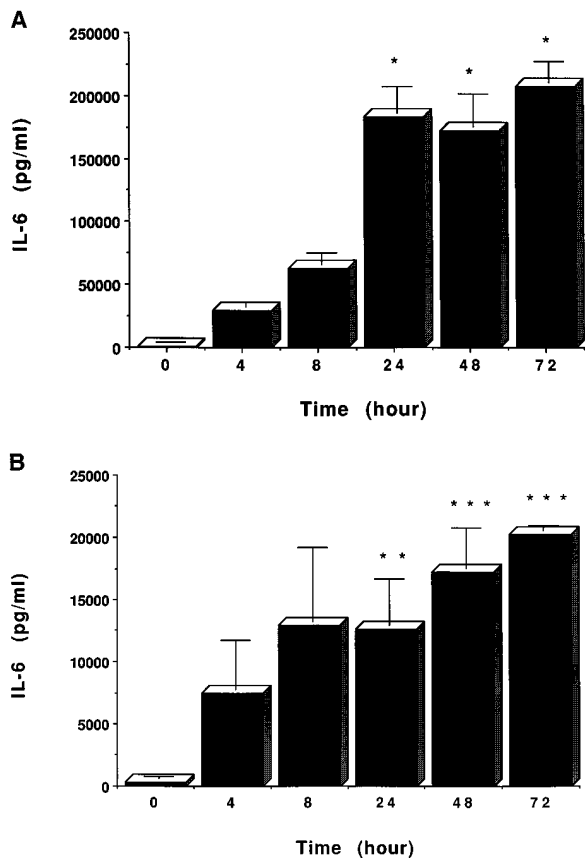 A
250000
200000
150000
100000
50000
0
IL-6 (pg/ml)
*
*
*
0 4 8 24 48 72
Time (hour)
B
25000
20000
15000
10000
5000
0
IL-6 (pg/ml)
* *
* * *
* * *
0 4 8 24 48 72
Time (hour)